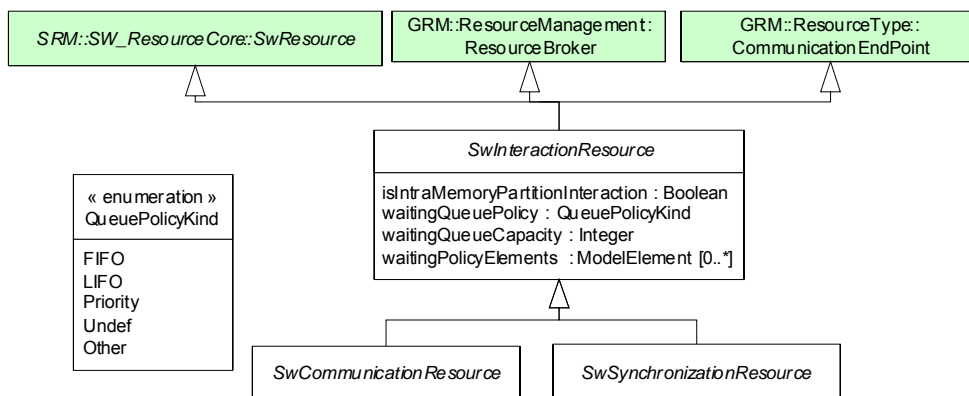 SRM::SW_ResourceCore::SwResource
GRM::ResourceManagement:
ResourceBroker
GRM::ResourceType::
CommunicationEndPoint
SwInteractionResource
isIntraMemoryPartitionInteraction : Boolean
waitingQueuePolicy : QueuePolicyKind
waitingQueueCapacity : Integer
waitingPolicyElements : ModelElement [0..*]
« enumeration »
QueuePolicyKind
FIFO
LIFO
Priority
Undef
Other
SwCommunicationResource
SwSynchronizationResource